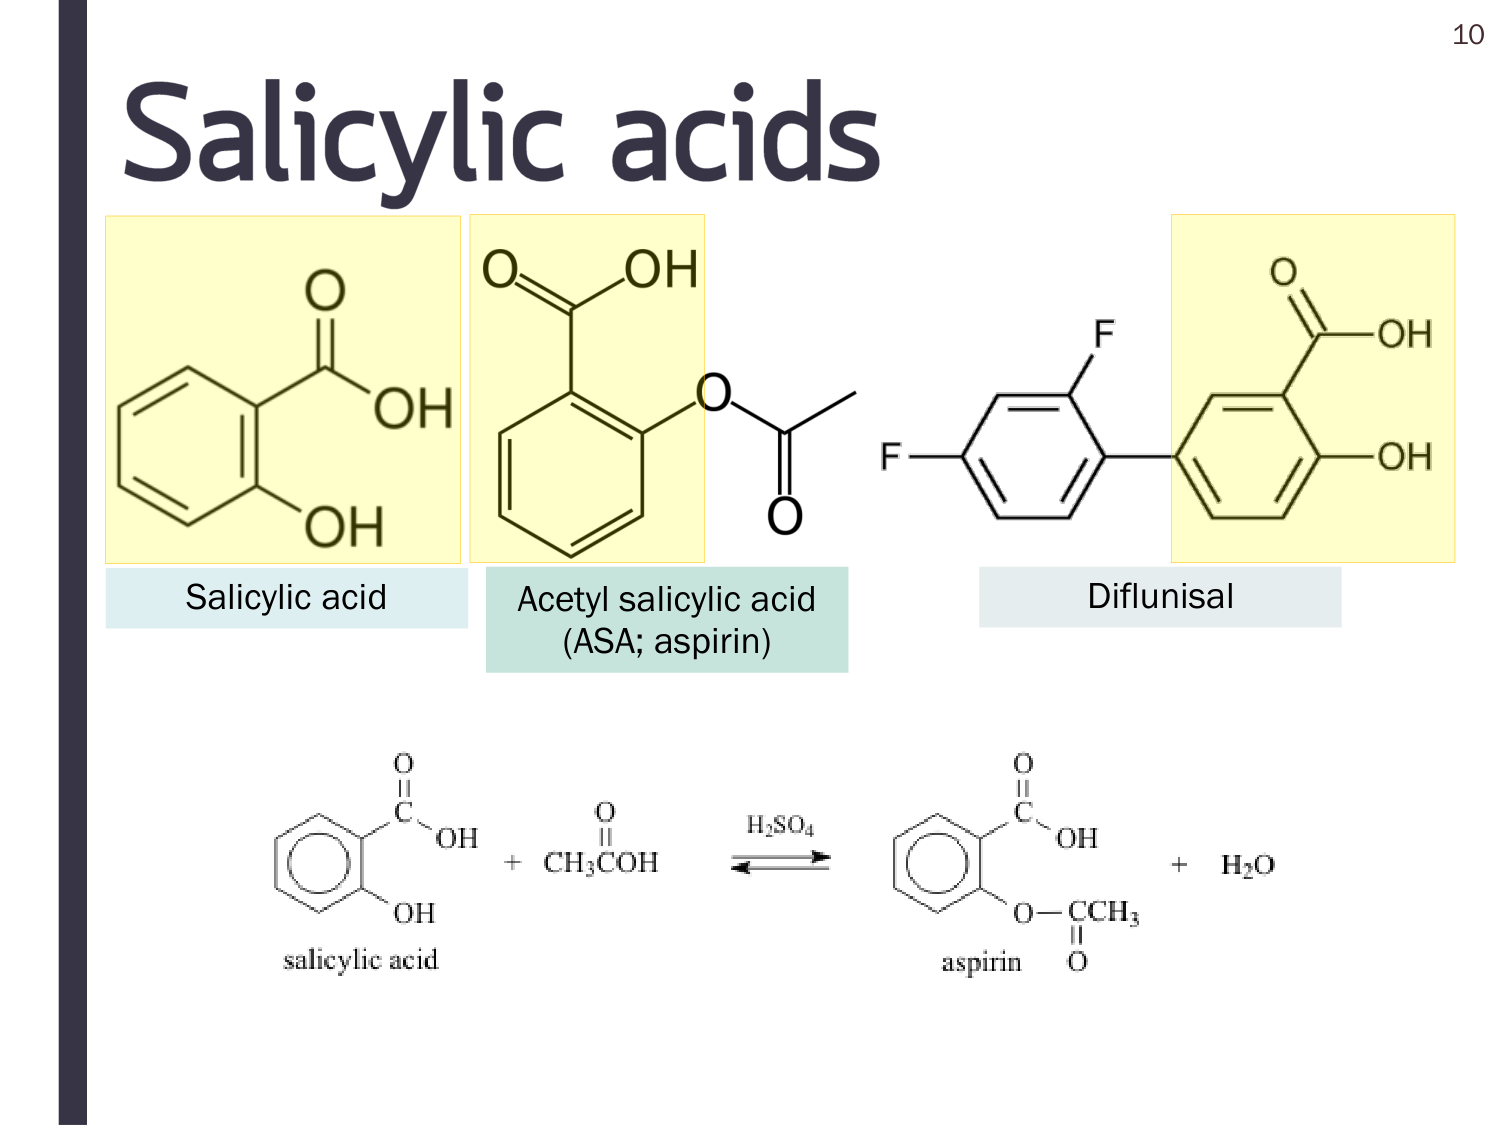 10
Salicylic acids
O
OH
OH
O OH
O
O
F
F
O
OH
OH
Salicylic acid
Acetyl salicylic acid
(ASA; aspirin)
Diflunisal
O
C
OH
OH
salicylic acid
+
O
CH₃COH
H₂SO₄
O
C
OH
O—CCH₃
O
aspirin
+
H₂O